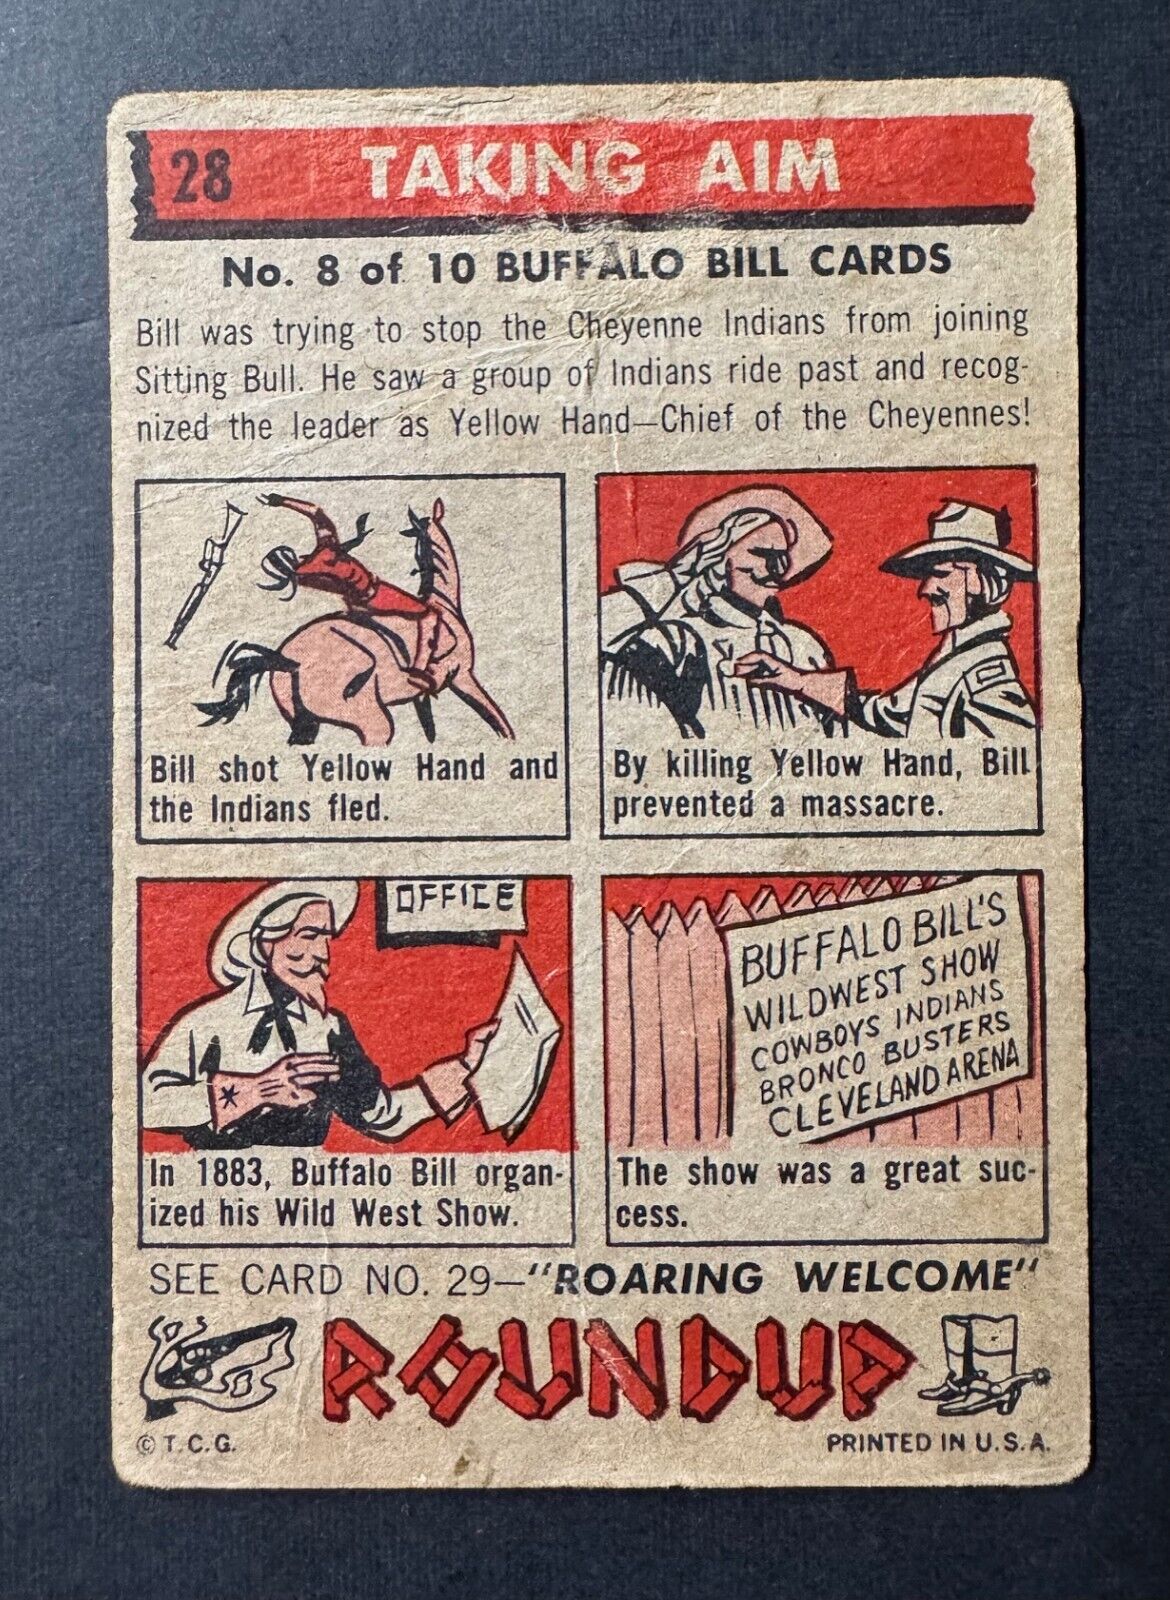 28 TAKING AIM
No. 8 of 10 BUFFALO BILL CARDS
Bill was trying to stop the Cheyenne Indians from joining
Sitting Bull. He saw a group of Indians ride past and recog-
nized the leader as Yellow Hand—Chief of the Cheyennes!
Bill shot Yellow Hand and
the Indians fled.
By killing Yellow Hand, Bill
prevented a massacre.
OFFICE
In 1883, Buffalo Bill organ-
ized his Wild West Show.
BUFFALO BILL'S
WILDWEST SHOW
COWBOYS INDIANS
BRONCO BUSTERS
CLEVELAND ARENA
The show was a great suc-
cess.
SEE CARD NO. 29—"ROARING WELCOME"
ROUNDUP
© T.C.G.
PRINTED IN U.S.A.